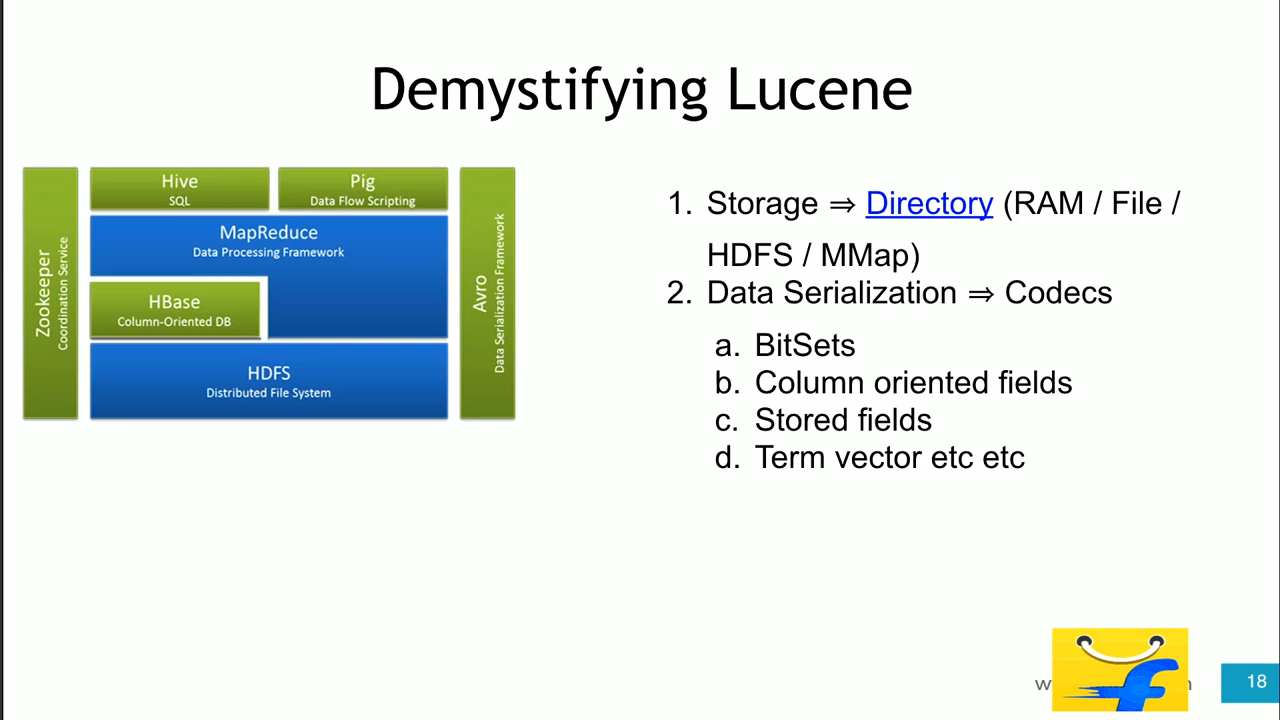 Demystifying Lucene
Zookeeper
Coordination Service
Hive
SQL
Pig
Data Flow Scripting
MapReduce
Data Processing Framework
HBase
Column-Oriented DB
HDFS
Distributed File System
Avro
Data Serialization Framework
1. Storage ⇒ Directory (RAM / File /
HDFS / MMap)
2. Data Serialization ⇒ Codecs
a. BitSets
b. Column oriented fields
c. Stored fields
d. Term vector etc etc
18